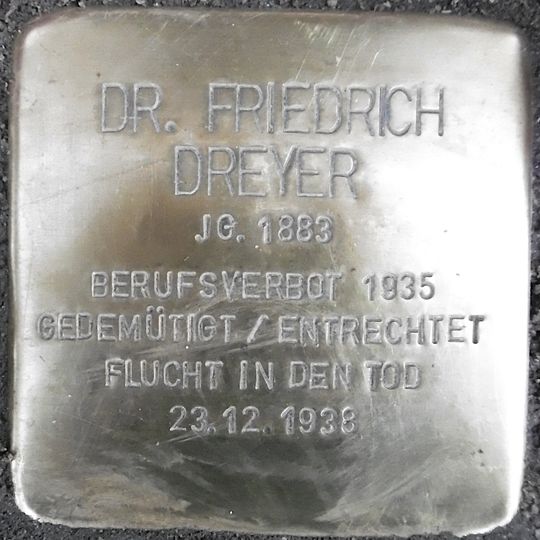 DR. FRIEDRICH
DREYER
JG. 1883
BERUFSVERBOT 1935
GEDEMÜTIGT / ENTRECHTET
FLUCHT IN DEN TOD
23.12.1938